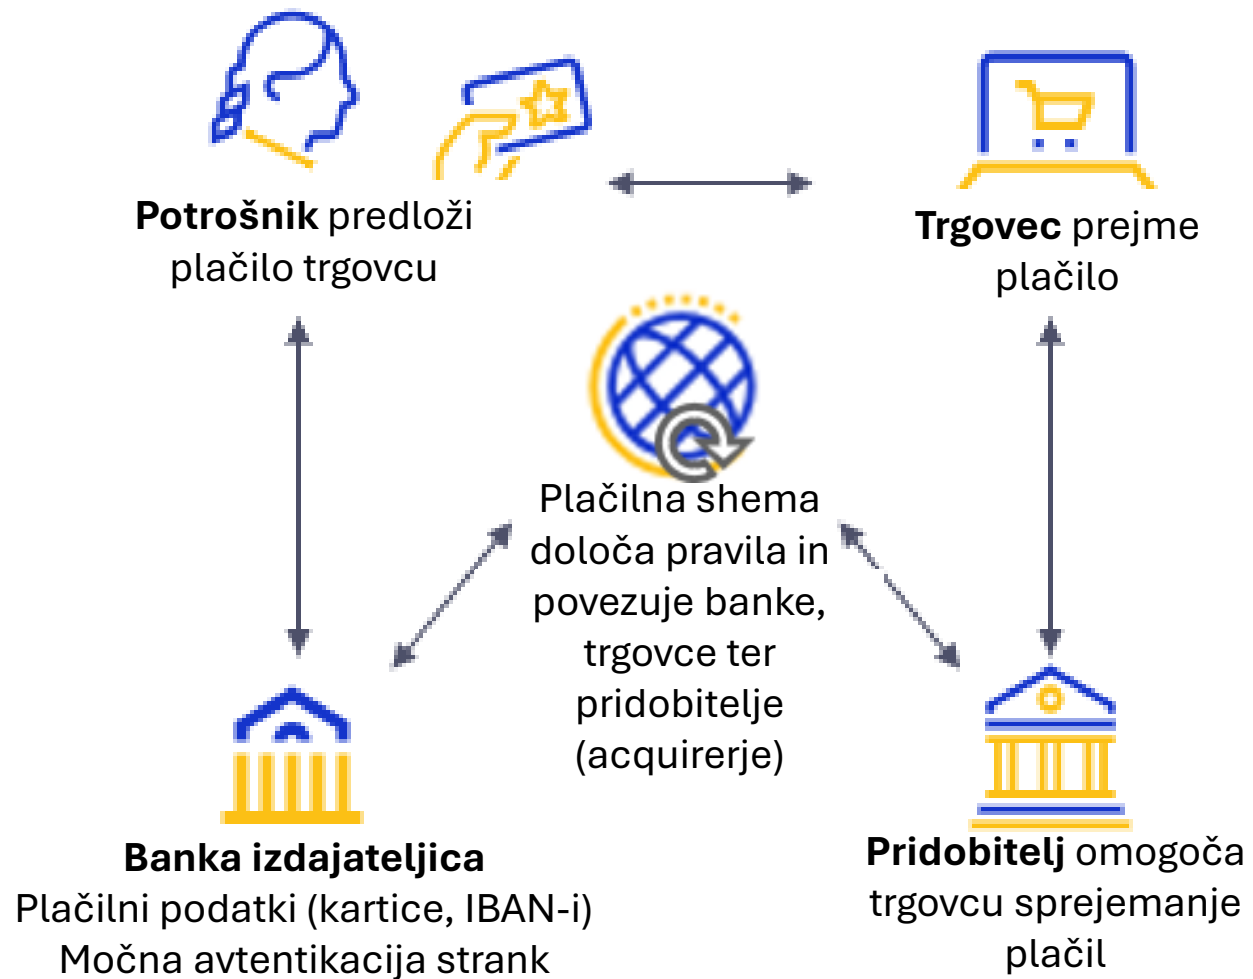 Potrošnik predloži
plačilo trgovcu
Trgovec prejme
plačilo
Plačilna shema
določa pravila in
povezuje banke,
trgovce ter
pridobitelje
(acquirerje)
Banka izdajateljica
Plačilni podatki (kartice, IBAN-i)
Močna avtentikacija strank
Pridobitelj omogoča
trgovcu sprejemanje
plačil